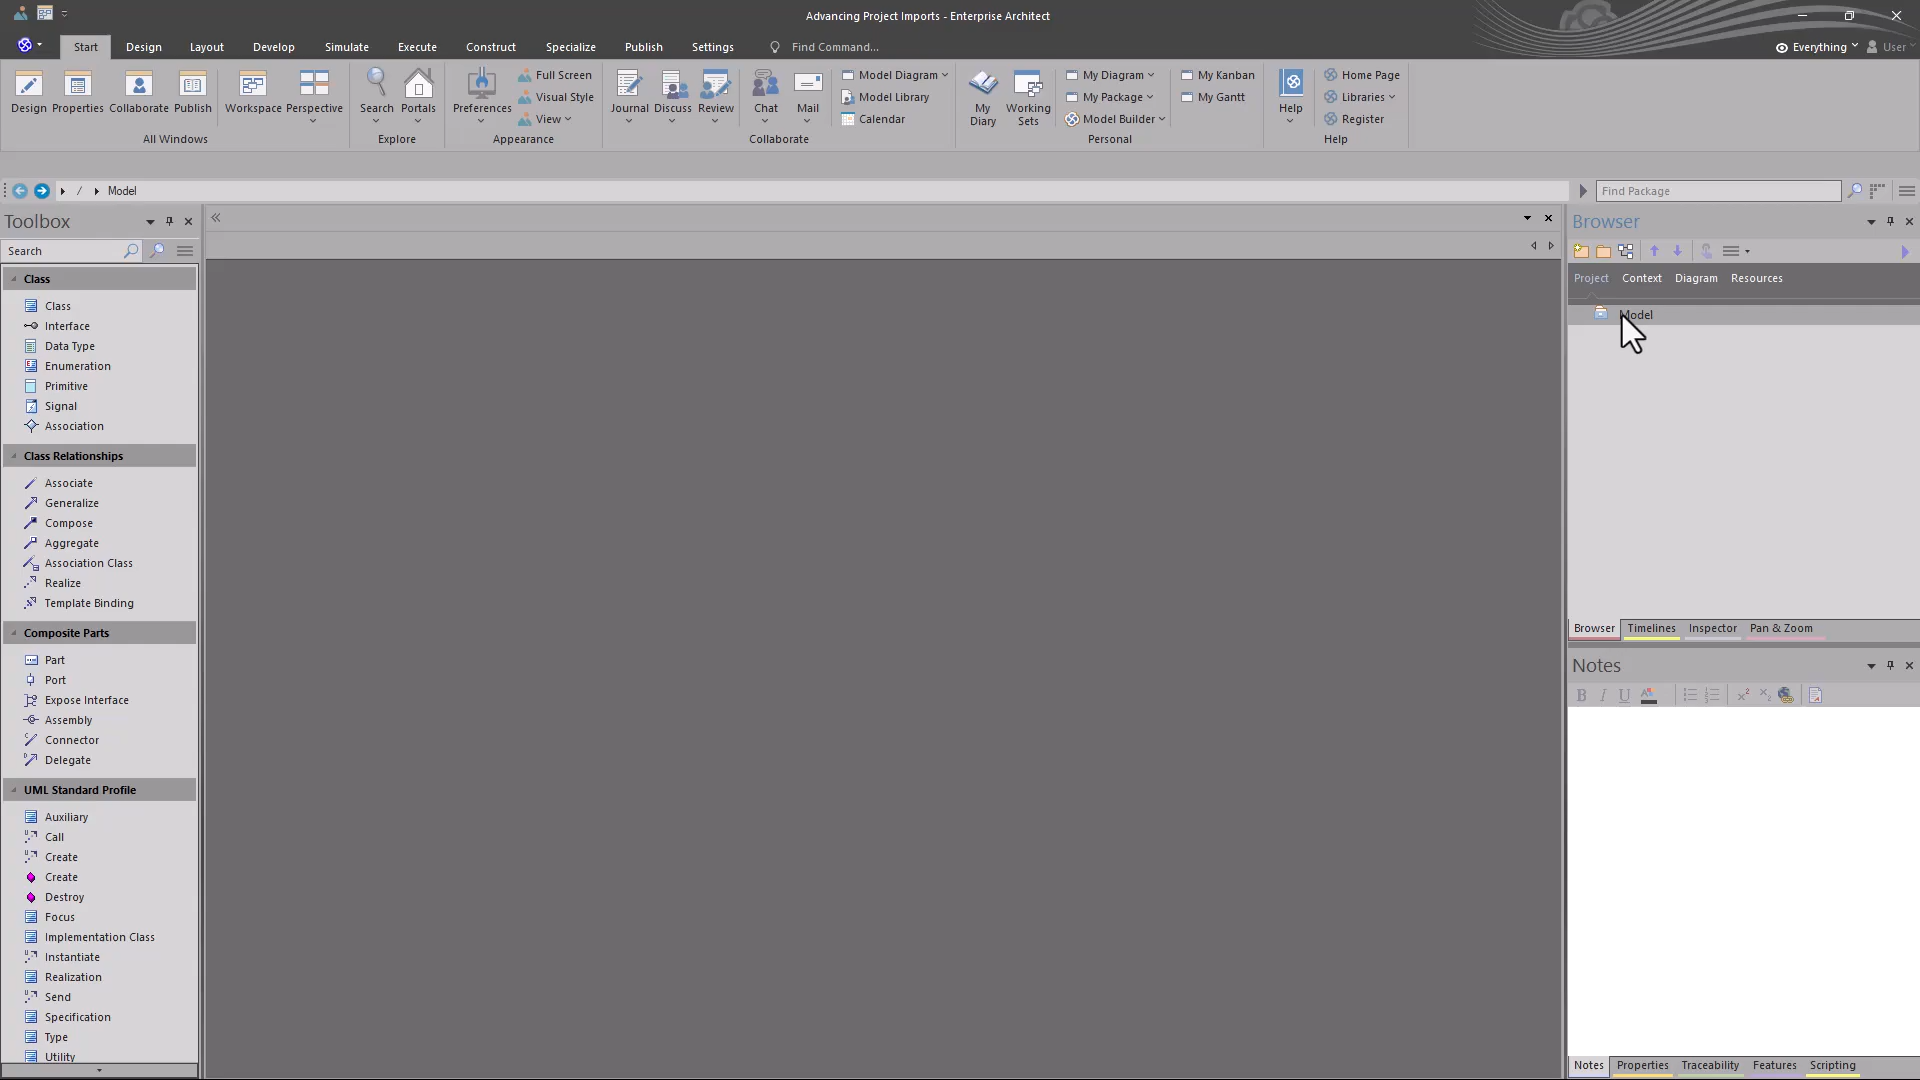 Advancing Project Imports - Enterprise Architect
Start Design Layout Develop Simulate Execute Construct Specialize Publish Settings Find Command... Everything User
Design Properties Collaborate Publish Workspace Perspective
All Windows
Search Portals
Explore
Preferences
Full Screen
Visual Style
View
Appearance
Journal Discuss Review Chat Mail
Model Diagram
Model Library
Calendar
Collaborate
My Diary
Working Sets
My Diagram
My Package
Model Builder
My Kanban
My Gantt
Personal
Help
Home Page
Libraries
Register
Help
/ Model
Find Package
Toolbox
Search
Class
Class
Interface
Data Type
Enumeration
Primitive
Signal
Association
Class Relationships
Associate
Generalize
Compose
Aggregate
Association Class
Realize
Template Binding
Composite Parts
Part
Port
Expose Interface
Assembly
Connector
Delegate
UML Standard Profile
Auxiliary
Call
Create
Create
Destroy
Focus
Implementation Class
Instantiate
Realization
Send
Specification
Type
Utility
Browser
Project Context Diagram Resources
Model
Browser Timelines Inspector Pan & Zoom
Notes
Notes Properties Traceability Features Scripting